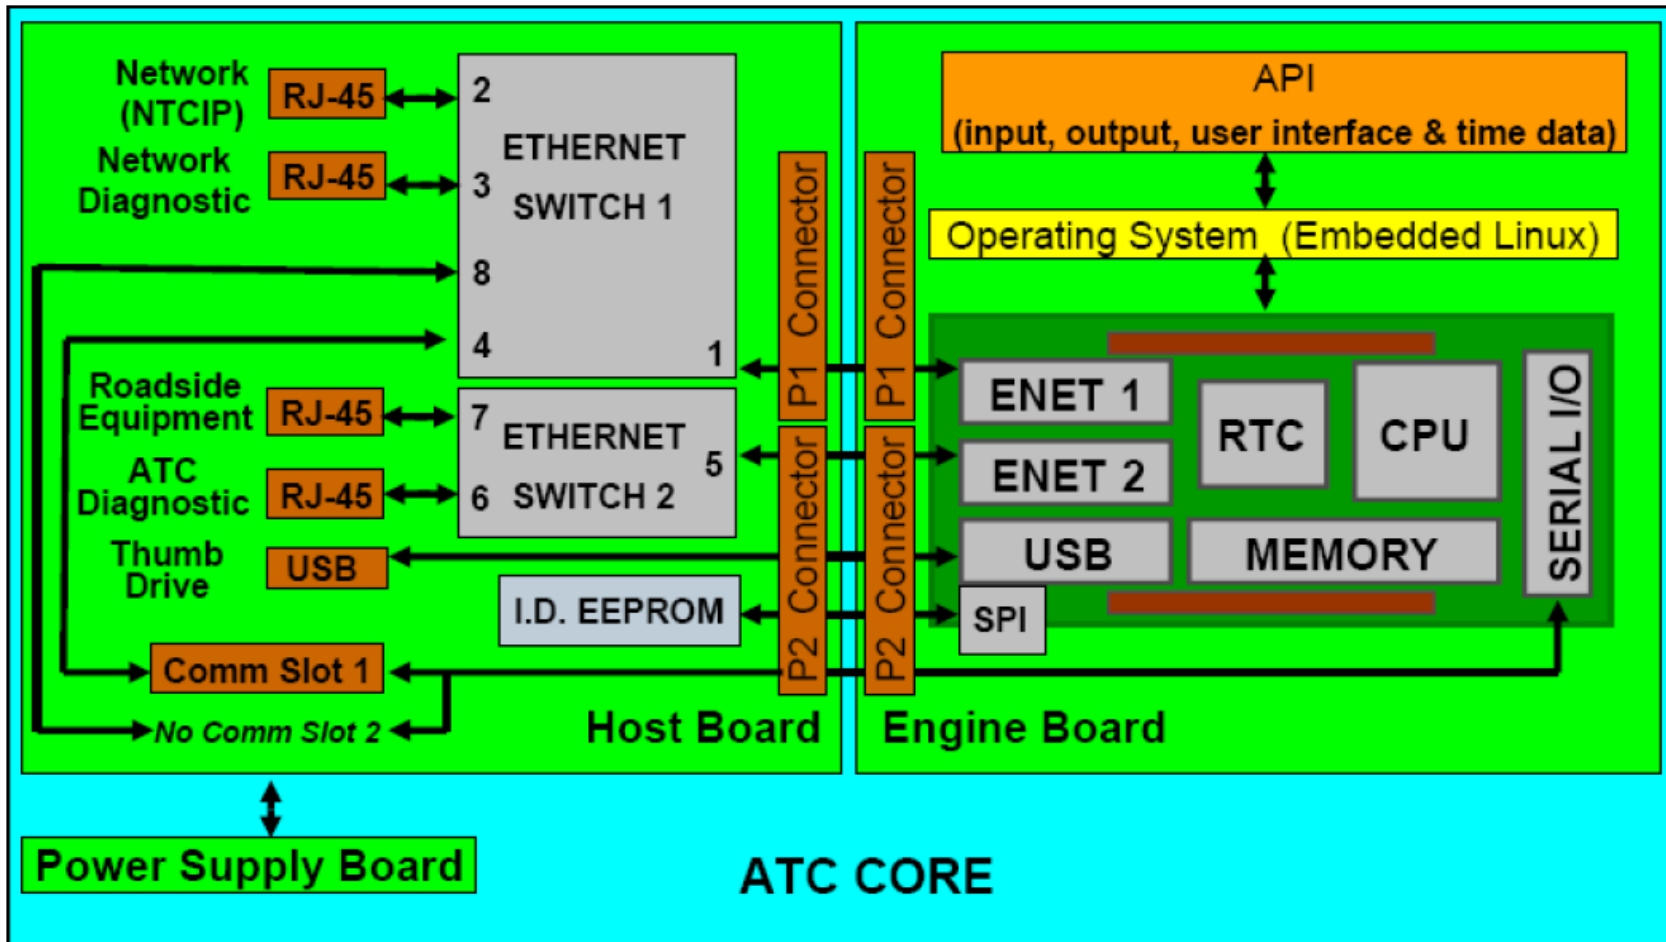 Network
(NTCIP)
RJ-45
2
Network
Diagnostic
RJ-45
3
ETHERNET
SWITCH 1
8
4
1
Roadside
Equipment
RJ-45
7
ETHERNET
SWITCH 2
5
ATC
Diagnostic
RJ-45
6
Thumb
Drive
USB
I.D. EEPROM
Comm Slot 1
No Comm Slot 2
Host Board
P1 Connector
P2 Connector
P1 Connector
P2 Connector
API
(input, output, user interface & time data)
Operating System (Embedded Linux)
ENET 1
ENET 2
RTC
CPU
SERIAL I/O
USB
MEMORY
SPI
Engine Board
Power Supply Board
ATC CORE